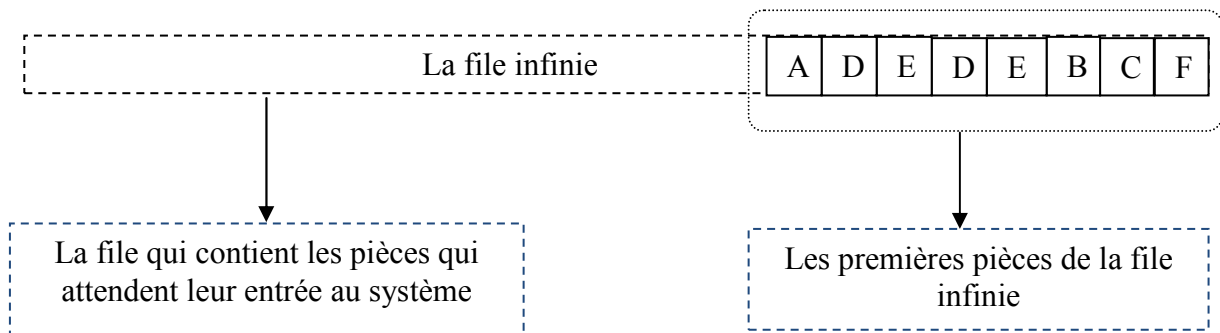 La file infinie A D E D E B C F
La file qui contient les pièces qui
attendent leur entrée au système
Les premières pièces de la file
infinie